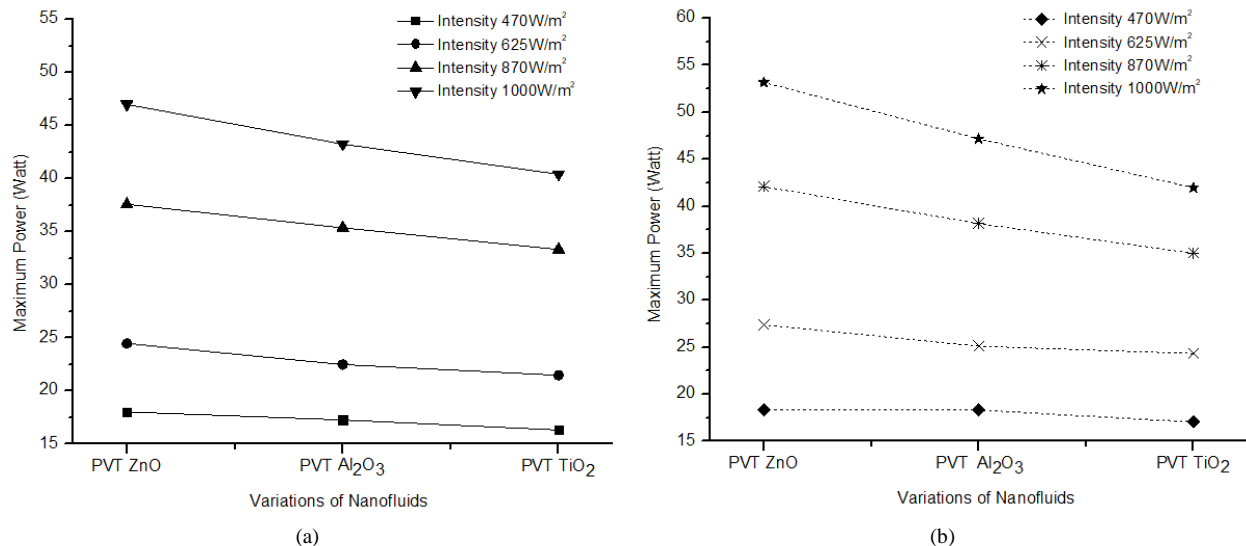 55
50
45
40
35
30
25
20
15
Maximum Power (Watt)
Intensity 470W/m²
Intensity 625W/m²
Intensity 870W/m²
Intensity 1000W/m²
PVT ZnO
PVT Al₂O₃
PVT TiO₂
Variations of Nanofluids
(a)
60
55
50
45
40
35
30
25
20
15
Maximum Power (Watt)
Intensity 470W/m²
Intensity 625W/m²
Intensity 870W/m²
Intensity 1000W/m²
PVT ZnO
PVT Al₂O₃
PVT TiO₂
Variations of Nanofluids
(b)